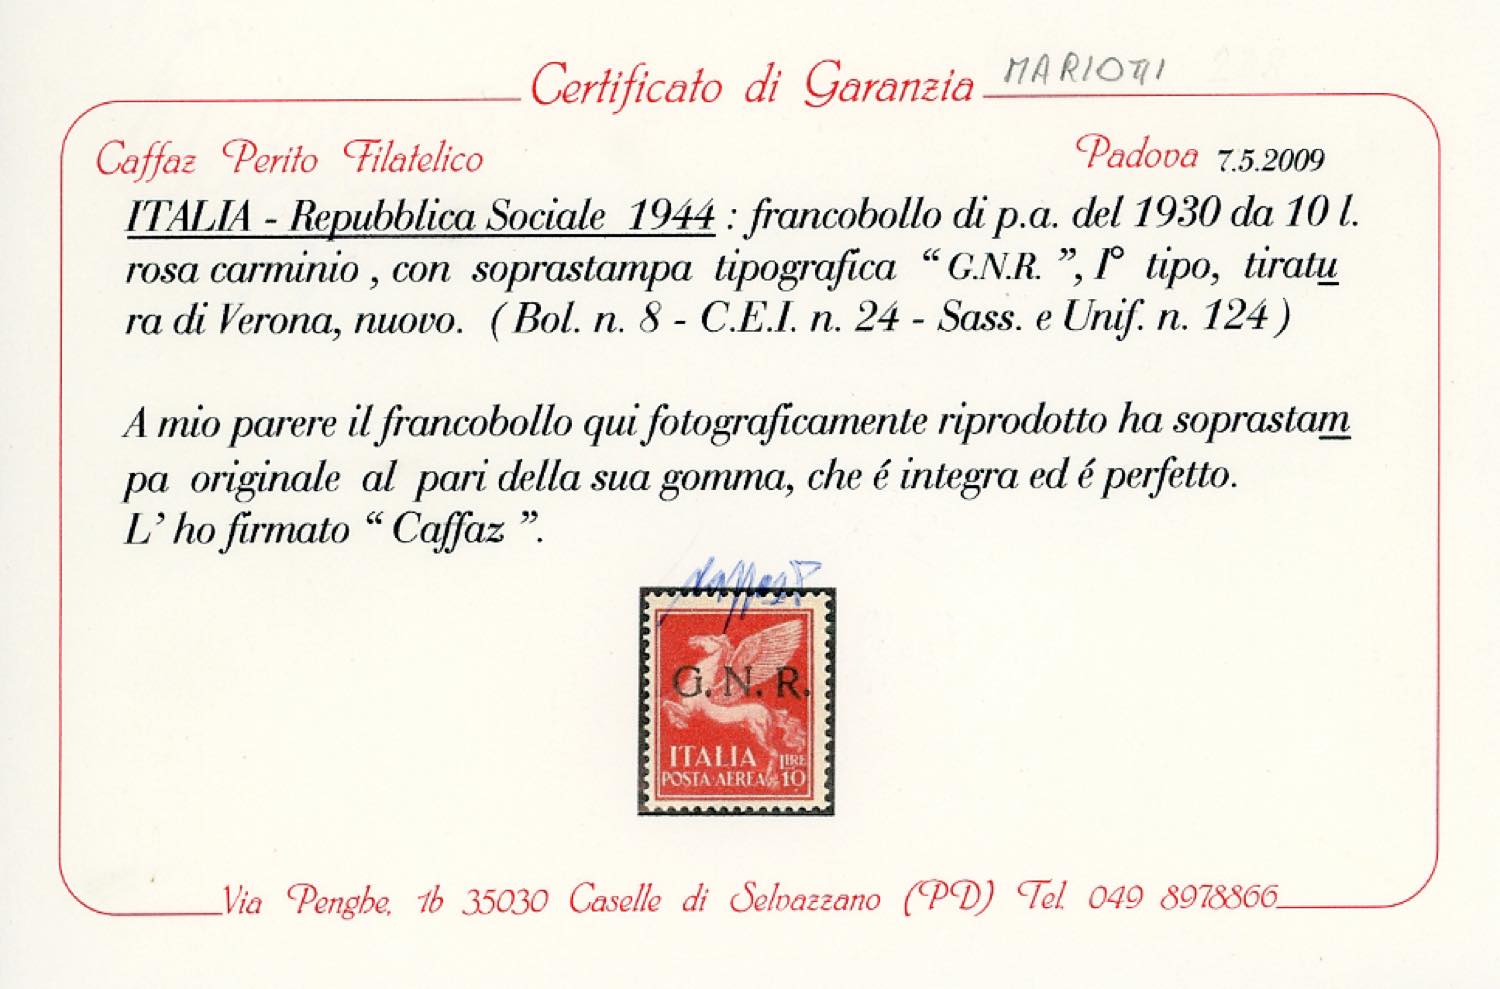 Certificato di Garanzia MARIOTTI
Caffaz Perito Filatelico Padova 7.5.2009
ITALIA - Repubblica Sociale 1944 : francobollo di p.a. del 1930 da 10 l.
rosa carminio , con soprastampa tipografica “ G.N.R. ”, I° tipo, tiratu
ra di Verona, nuovo. ( Bol. n. 8 - C.E.I. n. 24 - Sass. e Unif. n. 124 )
A mio parere il francobollo qui fotograficamente riprodotto ha soprastam
pa originale al pari della sua gomma, che é integra ed é perfetto.
L’ ho firmato “ Caffaz ”.
G. N. R.
ITALIA LIRE
POSTA·AEREA 10
Via Penghe, 1b 35030 Caselle di Selvazzano (PD) Tel. 049 8978866